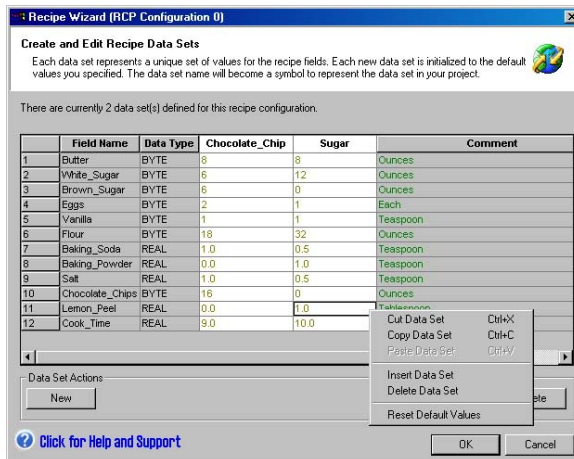 Recipe Wizard (RCP Configuration 0)
Create and Edit Recipe Data Sets
Each data set represents a unique set of values for the recipe fields. Each new data set is initialized to the default
values you specified. The data set name will become a symbol to represent the data set in your project.
There are currently 2 data set(s) defined for this recipe configuration.
Field Name Data Type Chocolate_Chip Sugar Comment
1 Butter BYTE 8 8 Ounces
2 White_Sugar BYTE 6 12 Ounces
3 Brown_Sugar BYTE 6 0 Ounces
4 Eggs BYTE 2 1 Each
5 Vanilla BYTE 1 1 Teaspoon
6 Flour BYTE 18 32 Ounces
7 Baking_Soda REAL 1.0 0.5 Teaspoon
8 Baking_Powder REAL 0.0 1.0 Teaspoon
9 Salt REAL 1.0 0.5 Teaspoon
10 Chocolate_Chips BYTE 16 0 Ounces
11 Lemon_Peel REAL 0.0 1.0 Tablespoon
12 Cook_Time REAL 9.0 10.0
Cut Data Set Ctrl+X
Copy Data Set Ctrl+C
Paste Data Set Ctrl+V
Insert Data Set
Delete Data Set
Reset Default Values
Data Set Actions
New
Click for Help and Support
OK Cancel